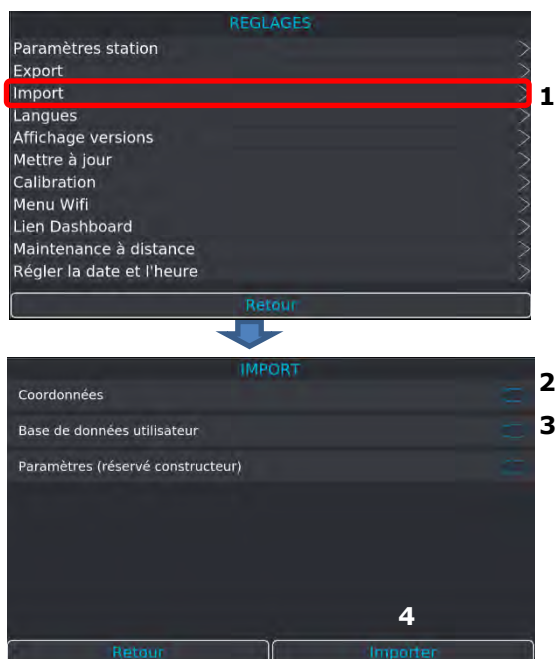 REGLAGES
Paramètres station
Export
Import
1
Langues
Affichage versions
Mettre à jour
Calibration
Menu Wifi
Lien Dashboard
Maintenance à distance
Régler la date et l'heure
Retour
IMPORT
2
Coordonnées
Base de données utilisateur
3
Paramètres (réservé constructeur)
4
Retour
Importer